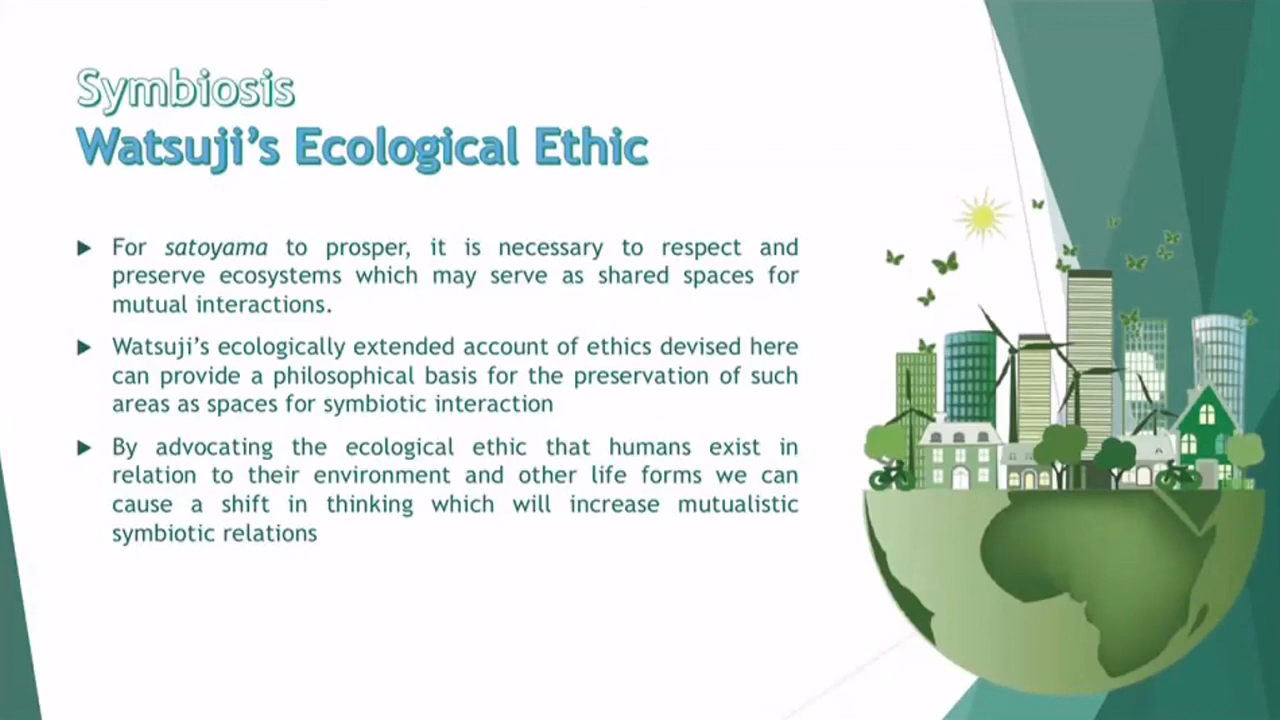 Symbiosis
Watsuji’s Ecological Ethic
For satoyama to prosper, it is necessary to respect and
preserve ecosystems which may serve as shared spaces for
mutual interactions.
Watsuji’s ecologically extended account of ethics devised here
can provide a philosophical basis for the preservation of such
areas as spaces for symbiotic interaction
By advocating the ecological ethic that humans exist in
relation to their environment and other life forms we can
cause a shift in thinking which will increase mutualistic
symbiotic relations